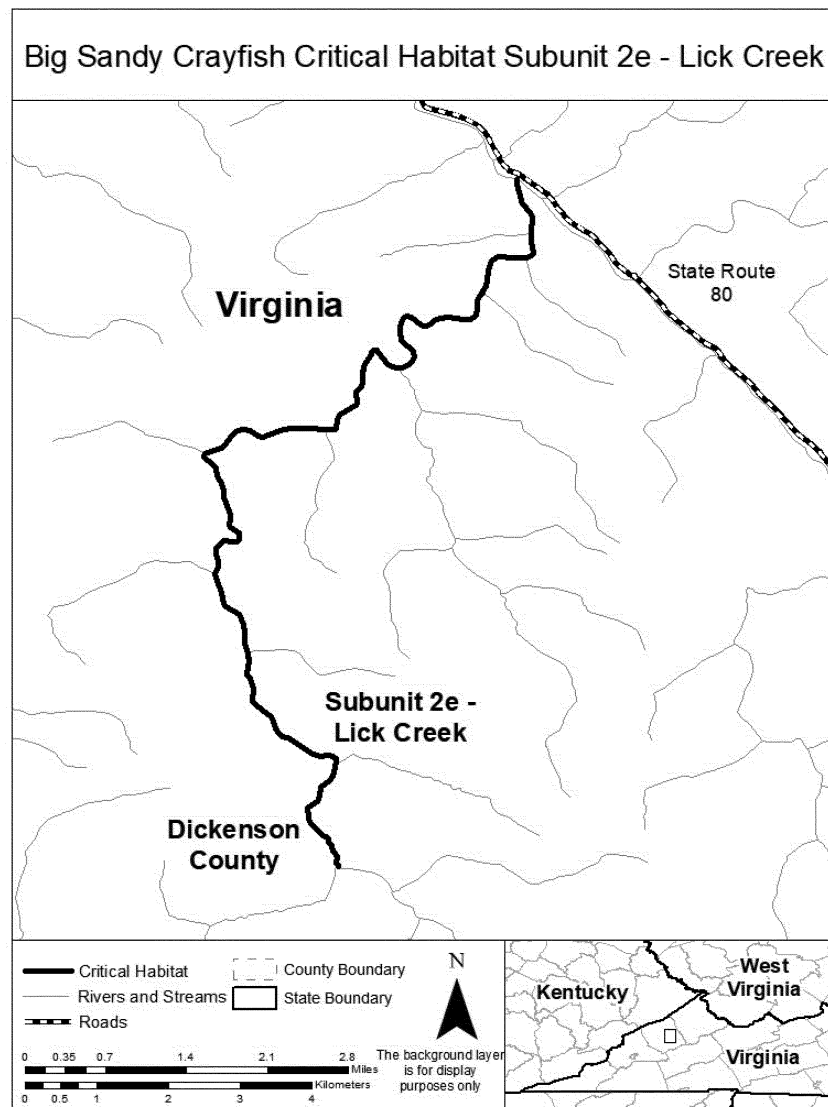 Big Sandy Crayfish Critical Habitat Subunit 2e - Lick Creek
State Route
80
Virginia
Subunit 2e -
Lick Creek
Dickenson
County
Critical Habitat
Rivers and Streams
Roads
County Boundary
State Boundary
N
The background layer
is for display
purposes only
0 0.35 0.7 1.4 2.1 2.8
Miles
Kilometers
0 0.5 1 2 3 4
Kentucky
West
Virginia
Virginia